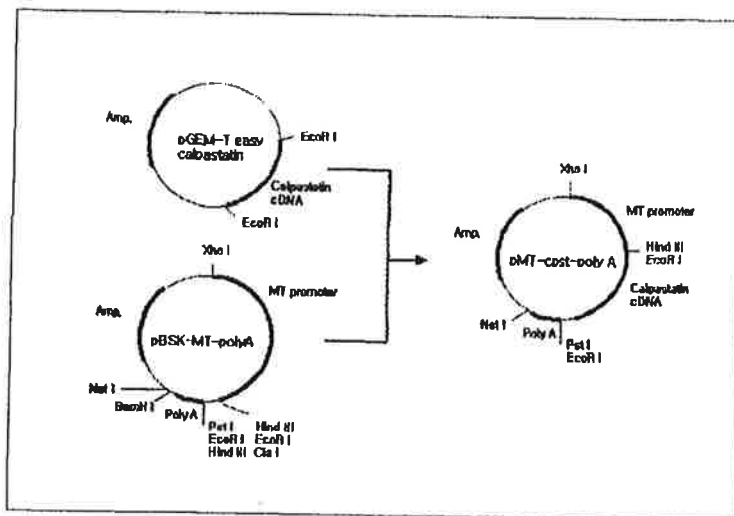 Amp.
pGEM-T easy
calpastatin
EcoR I
Calpastatin
cDNA
EcoR I
Xho I
MT promoter
Amp.
pBSK-MT-polyA
Not I
BamH I
Poly A
Pst I
EcoR I
Hind III
Hind III
EcoR I
Cla I
Xho I
MT promoter
Amp.
Hind III
EcoR I
pMT-cpst-poly A
Calpastatin
cDNA
Not I
Poly A
Pst I
EcoR I